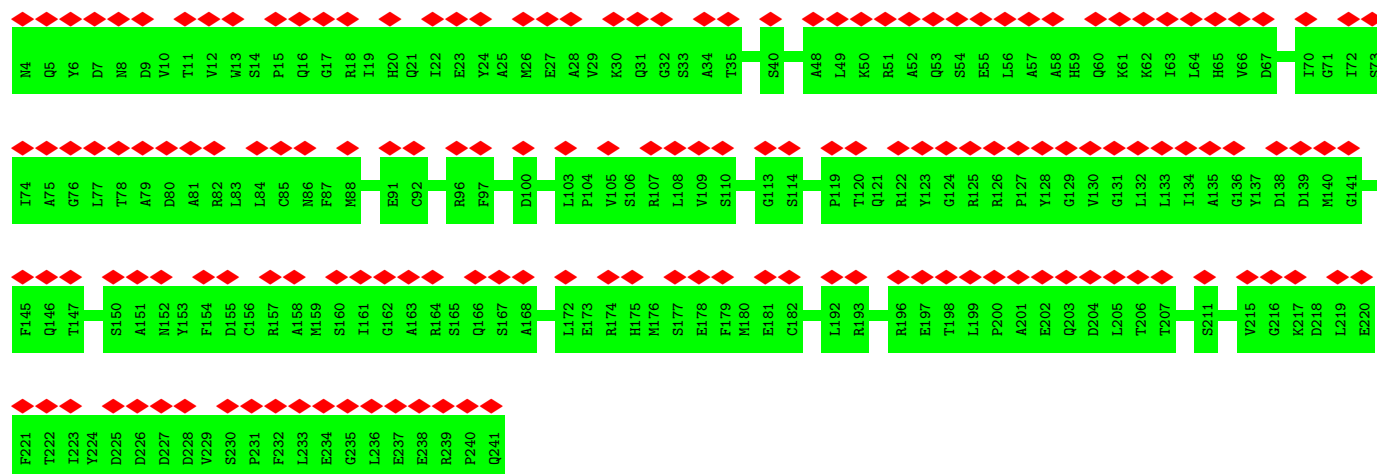 N4 Q5 Y6 D7 N8 D9 V10 T11 V12 W13 S14 P15 Q16 G17 R18 I19 H20 Q21 I22 E23 Y24 A25 M26 E27 A28 V29 K30 Q31 G32 S33 A34 T35 S40 A48 L49 K50 R51 A52 Q53 S54 E55 L56 A57 A58 H59 Q60 K61 K62 I63 L64 H65 V66 D67 I70 G71 I72 S73
I74 A75 G76 L77 T78 A79 D80 A81 R82 L83 L84 C85 N86 F87 M88 E91 C92 R96 F97 D100 L103 P104 V105 S106 R107 L108 V109 S110 G113 S114 P119 T120 Q121 R122 Y123 G124 R125 R126 P127 Y128 G129 V130 G131 L132 L133 I134 A135 G136 Y137 D138 D139 M140 G141
F145 Q146 T147 S150 A151 N152 Y153 F154 D155 C156 R157 A158 M159 S160 I161 G162 A163 R164 S165 Q166 S167 A168 L172 E173 R174 H175 M176 S177 E178 F179 M180 E181 C182 L192 R193 R196 E197 T198 L199 P200 A201 E202 Q203 D204 L205 T206 T207 S211 V215 G216 K217 D218 L219 E220
F221 T222 I223 Y224 D225 D226 D227 D228 V229 S230 P231 F232 L233 E234 G235 L236 E237 E238 R239 P240 Q241